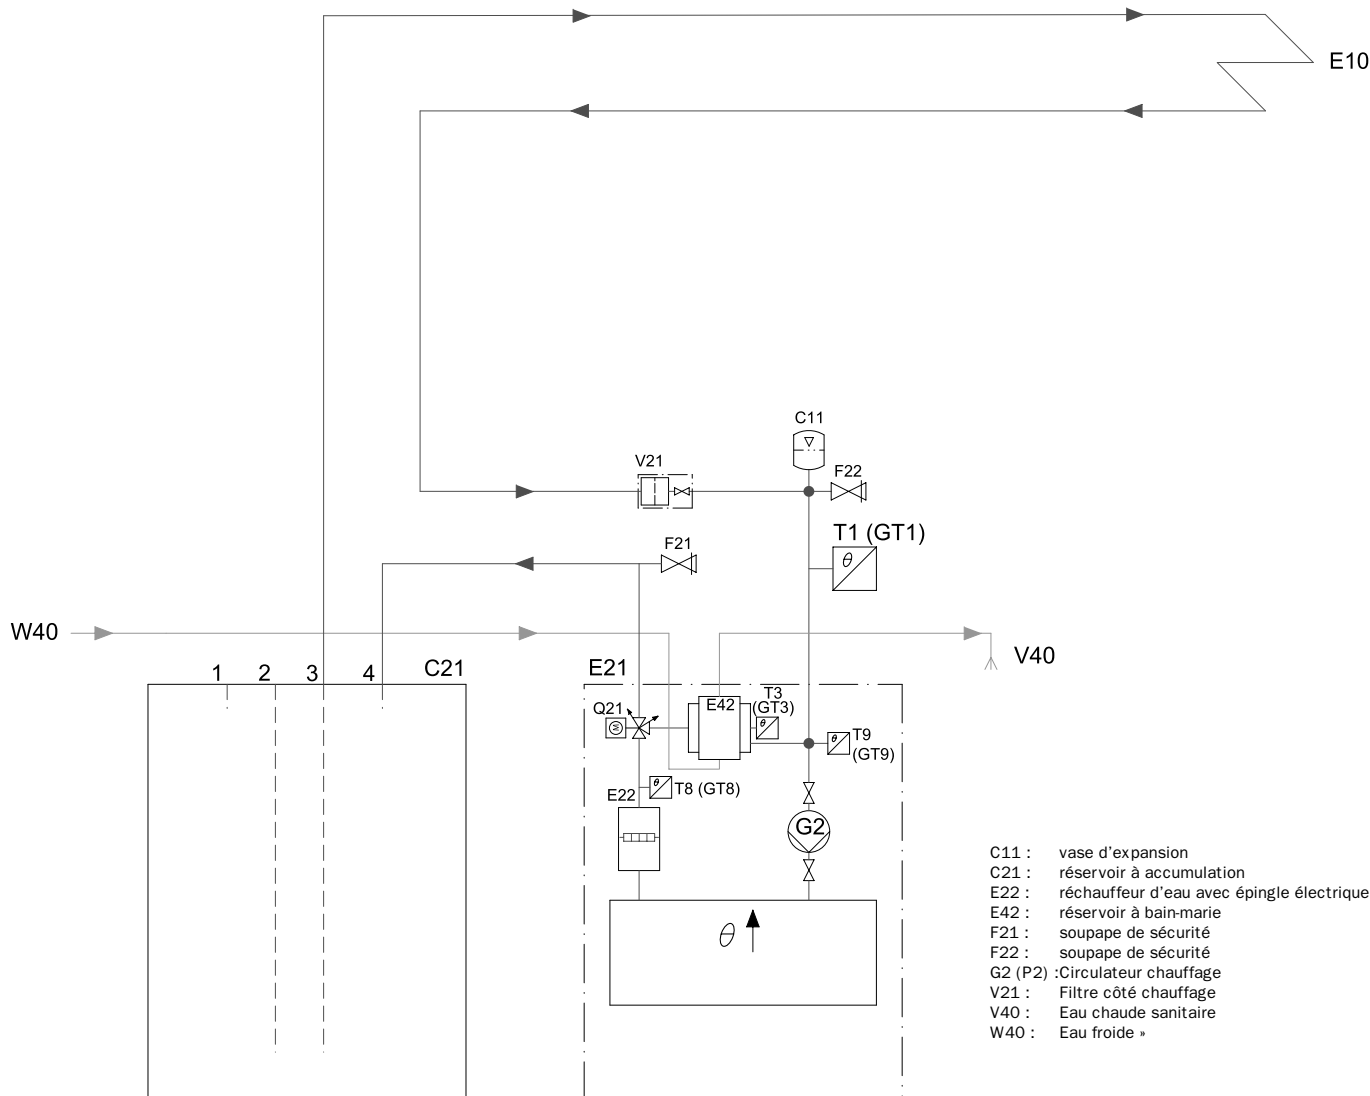 E10
C11
V21
F22
T1 (GT1)
F21
W40
V40
1 2 3 4 C21
E21
Q21
M
E42
T3
(GT3)
θ
T9
(GT9)
T8 (GT8)
E22
G2
θ
C11 : vase d'expansion
C21 : réservoir à accumulation
E22 : réchauffeur d'eau avec épingle électrique
E42 : réservoir à bain-marie
F21 : soupape de sécurité
F22 : soupape de sécurité
G2 (P2) :Circulateur chauffage
V21 : Filtre côté chauffage
V40 : Eau chaude sanitaire
W40 : Eau froide »